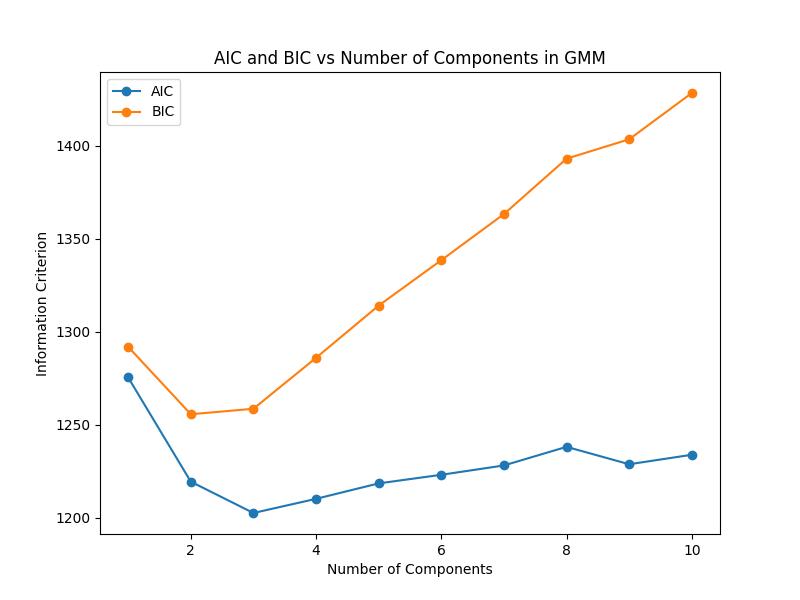 AIC and BIC vs Number of Components in GMM
AIC
BIC
Information Criterion
1400
1350
1300
1250
1200
2 4 6 8 10
Number of Components